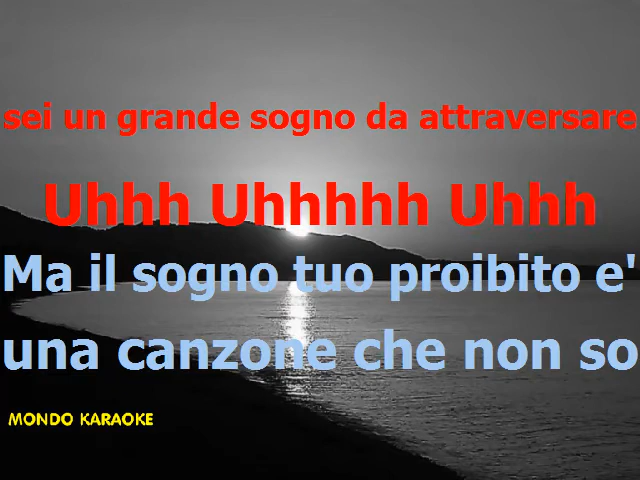 sei un grande sogno da attraversare
Uhhh Uhhhhh Uhhh
Ma il sogno tuo proibito e'
una canzone che non so
MONDO KARAOKE